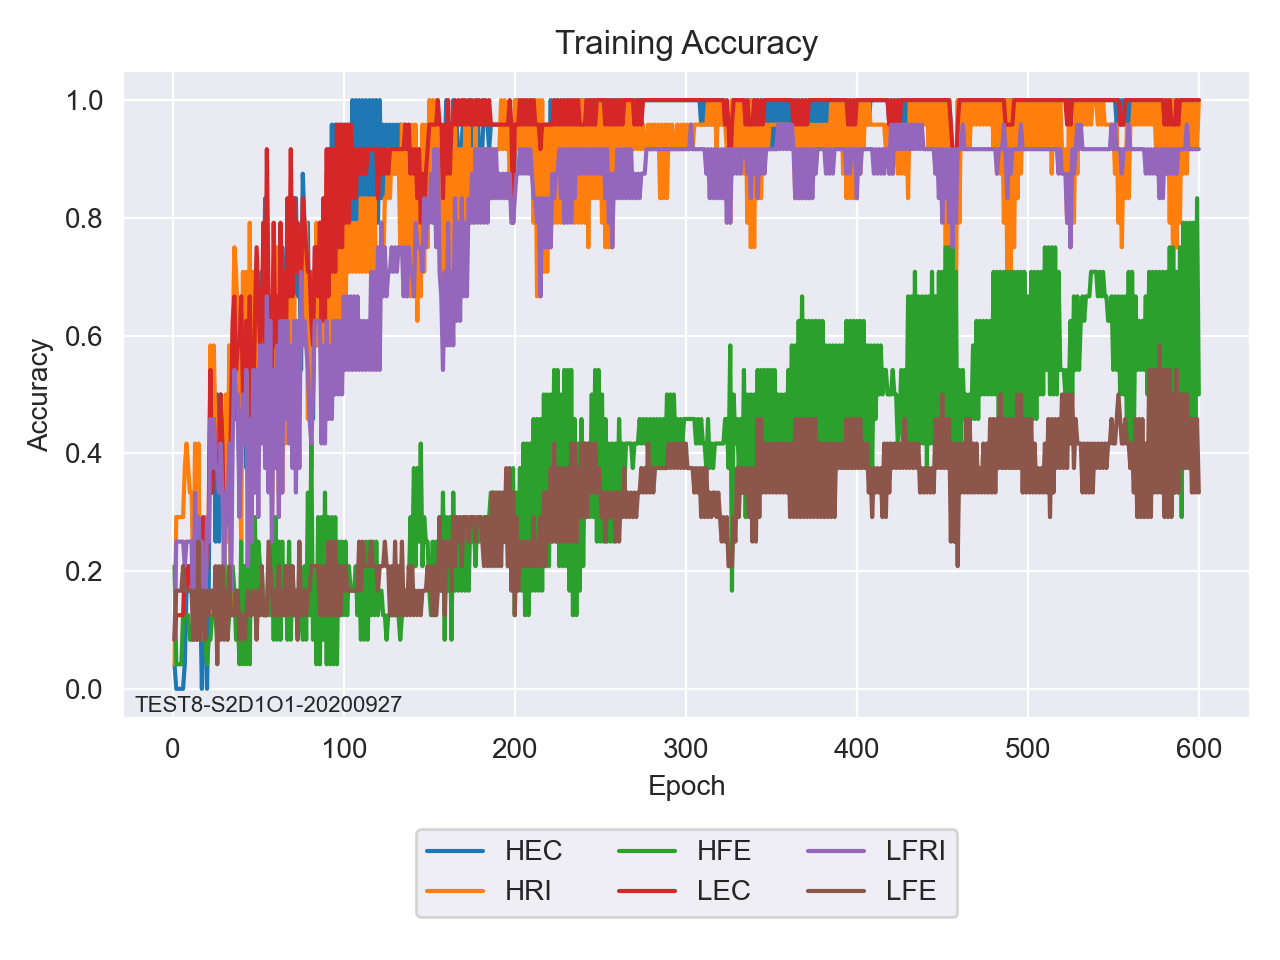 Training Accuracy
1.0
0.8
0.6
0.4
0.2
0.0
Accuracy
TEST8-S2D1O1-20200927
0 100 200 300 400 500 600
Epoch
HEC HFE LFRI
HRI LEC LFE